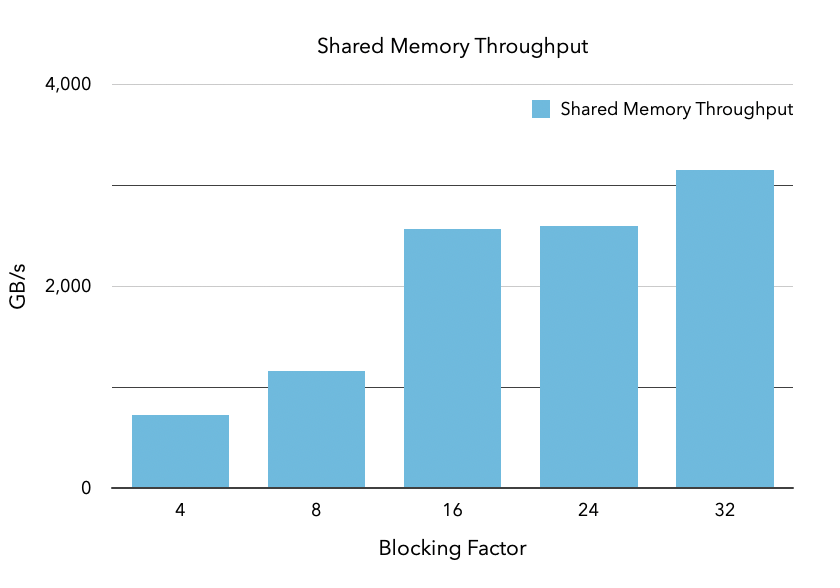 Shared Memory Throughput
4,000
Shared Memory Throughput
2,000
GB/s
0
4 8 16 24 32
Blocking Factor